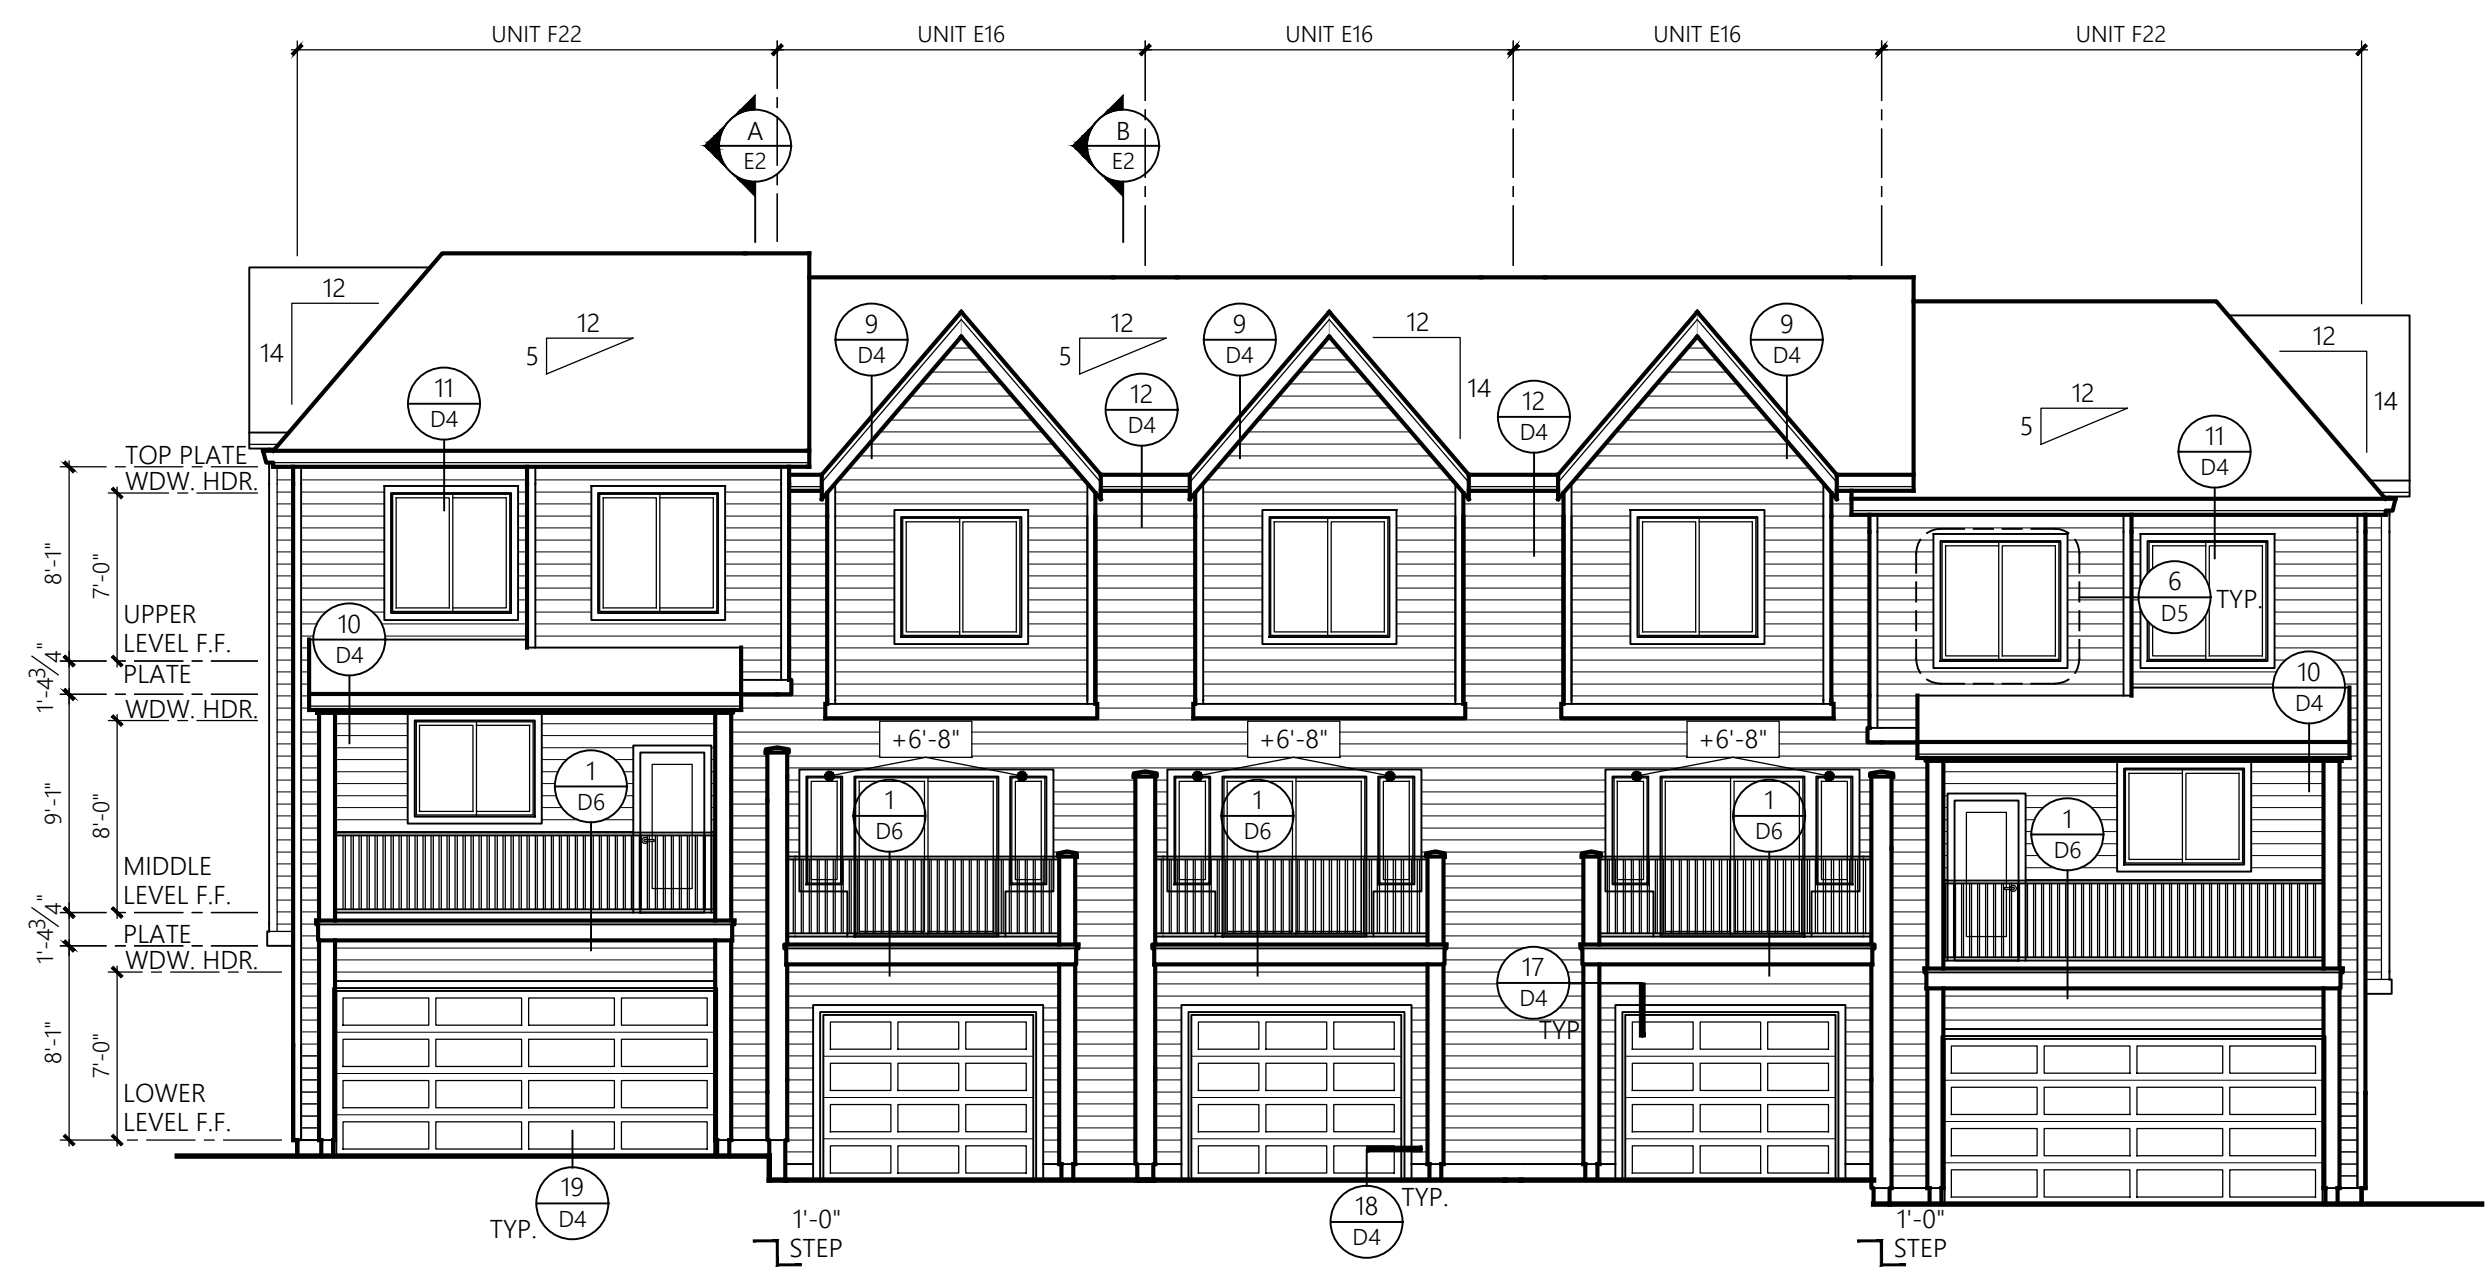 UNIT F22
UNIT E16
UNIT E16
UNIT E16
UNIT F22
A
E2
B
E2
12
14
12
5
11
D4
9
D4
12
5
12
D4
9
D4
12
14
12
D4
9
D4
12
5
12
14
11
D4
TOP PLATE
WDW. HDR.
8'-1"
7'-0"
UPPER
LEVEL F.F.
10
D4
6
D5
TYP.
10
D4
1'-4¾"
PLATE
WDW. HDR.
+6'-8"
+6'-8"
+6'-8"
9'-1"
8'-0"
1
D6
1
D6
1
D6
1
D6
1
D6
MIDDLE
LEVEL F.F.
1'-4¾"
PLATE
WDW. HDR.
17
D4
TYP.
8'-1"
7'-0"
LOWER
LEVEL F.F.
19
D4
TYP.
18
D4
TYP.
1'-0"
STEP
1'-0"
STEP